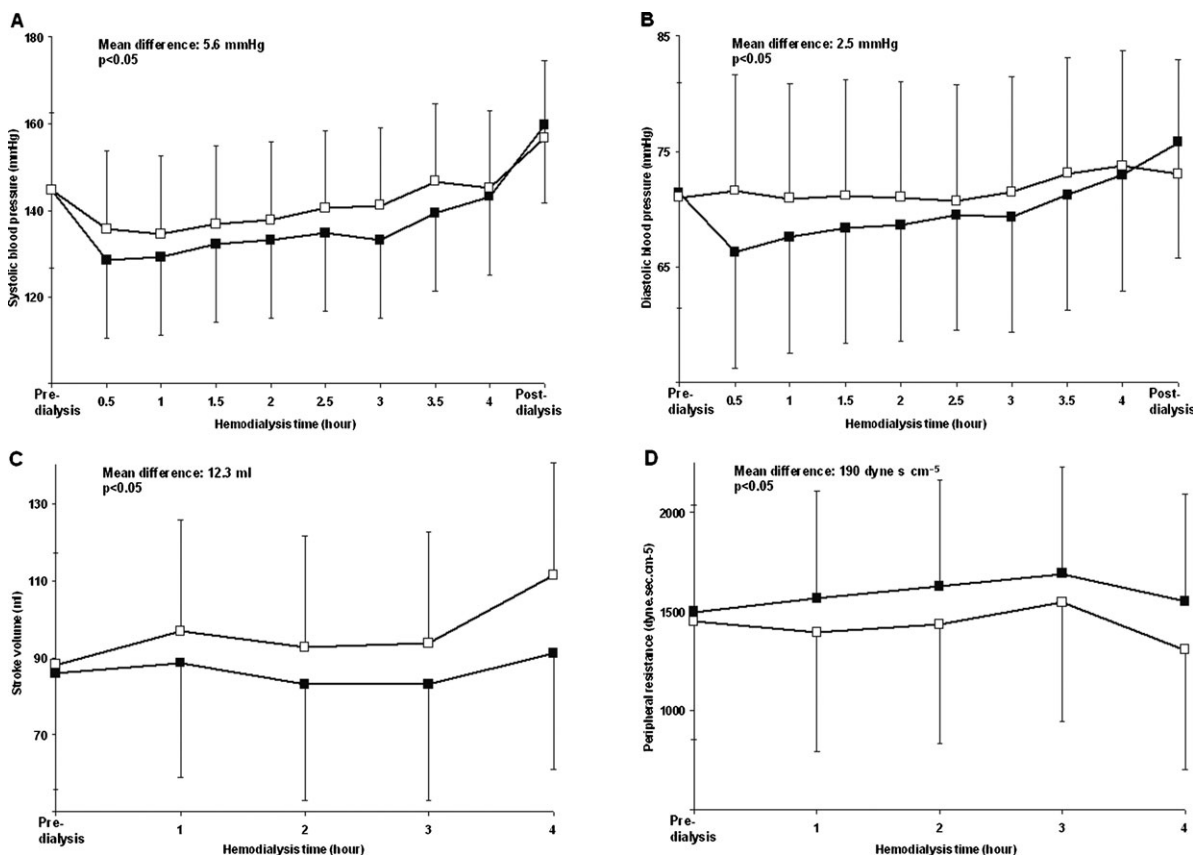 A
Mean difference: 5.6 mmHg
p<0.05
Systolic blood pressure (mmHg)
180
160
140
120
Pre-
dialysis
0.5
1
1.5
2
2.5
3
3.5
4
Post-
dialysis
Hemodialysis time (hour)
B
Mean difference: 2.5 mmHg
p<0.05
Diastolic blood pressure (mmHg)
85
75
65
Pre-
dialysis
0.5
1
1.5
2
2.5
3
3.5
4
Post-
dialysis
Hemodialysis time (hour)
C
Mean difference: 12.3 ml
p<0.05
Stroke volume (ml)
130
110
90
70
Pre-
dialysis
1
2
3
4
Hemodialysis time (hour)
D
Mean difference: 190 dyne s cm-5
p<0.05
Peripheral resistance (dyne.sec.cm-5)
2000
1500
1000
Pre-
dialysis
1
2
3
4
Hemodialysis time (hour)